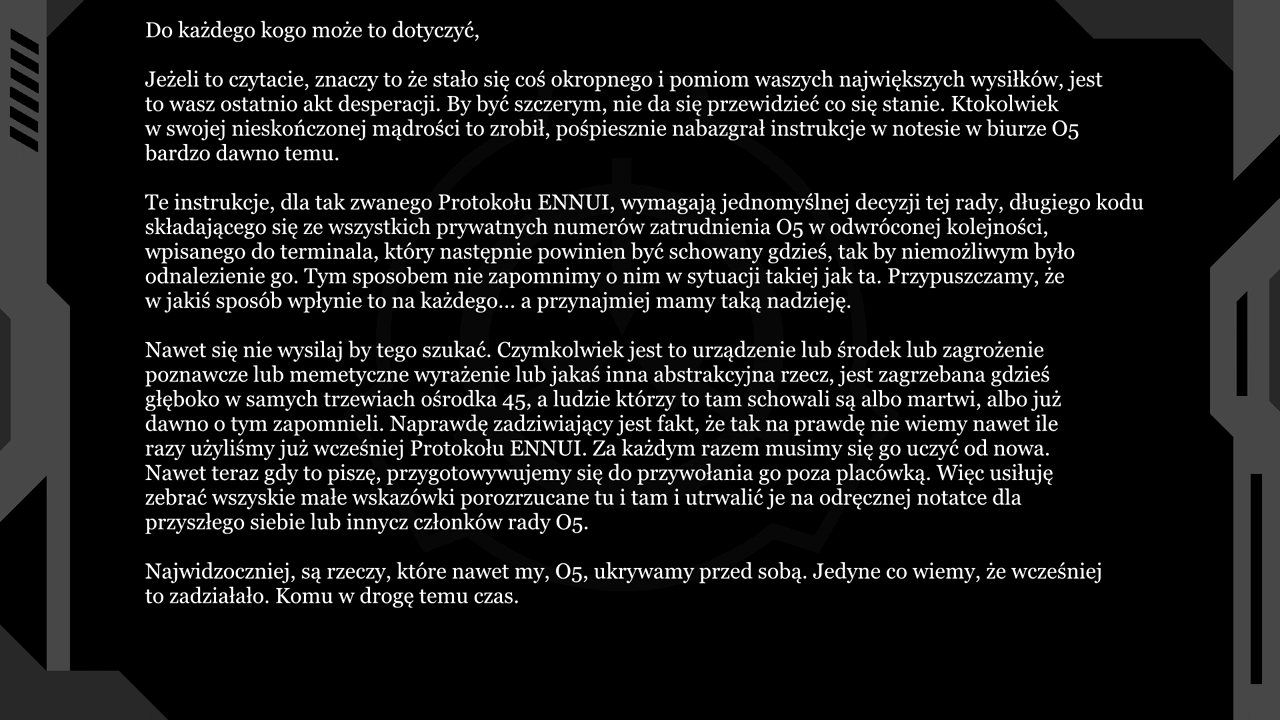 Do każdego kogo może to dotyczyć,
Jeżeli to czytacie, znaczy to że stało się coś okropnego i pomiom waszych największych wysiłków, jest
to wasz ostatnio akt desperacji. By być szczerym, nie da się przewidzieć co się stanie. Ktokolwiek
w swojej nieskończonej mądrości to zrobił, pośpiesznie nabazgrał instrukcje w notesie w biurze O5
bardzo dawno temu.
Te instrukcje, dla tak zwanego Protokołu ENNUI, wymagają jednomyślnej decyzji tej rady, długiego kodu
składającego się ze wszystkich prywatnych numerów zatrudnienia O5 w odwróconej kolejności,
wpisanego do terminala, który następnie powinien być schowany gdzieś, tak by niemożliwym było
odnalezienie go. Tym sposobem nie zapomnimy o nim w sytuacji takiej jak ta. Przypuszczamy, że
w jakiś sposób wpłynie to na każdego... a przynajmiej mamy taką nadzieję.
Nawet się nie wysilaj by tego szukać. Czymkolwiek jest to urządzenie lub środek lub zagrożenie
poznawcze lub memetyczne wyrażenie lub jakaś inna abstrakcyjna rzecz, jest zagrzebana gdzieś
głęboko w samych trzewiach ośrodka 45, a ludzie którzy to tam schowali są albo martwi, albo już
dawno o tym zapomnieli. Naprawdę zadziwiający jest fakt, że tak na prawdę nie wiemy nawet ile
razy użyliśmy już wcześniej Protokołu ENNUI. Za każdym razem musimy się go uczyć od nowa.
Nawet teraz gdy to piszę, przygotowywujemy się do przywołania go poza placówką. Więc usiłuję
zebrać wszyskie małe wskazówki porozrzucane tu i tam i utrwalić je na odręcznej notatce dla
przyszłego siebie lub innycz członków rady O5.
Najwidzoczniej, są rzeczy, które nawet my, O5, ukrywamy przed sobą. Jedyne co wiemy, że wcześniej
to zadziałało. Komu w drogę temu czas.